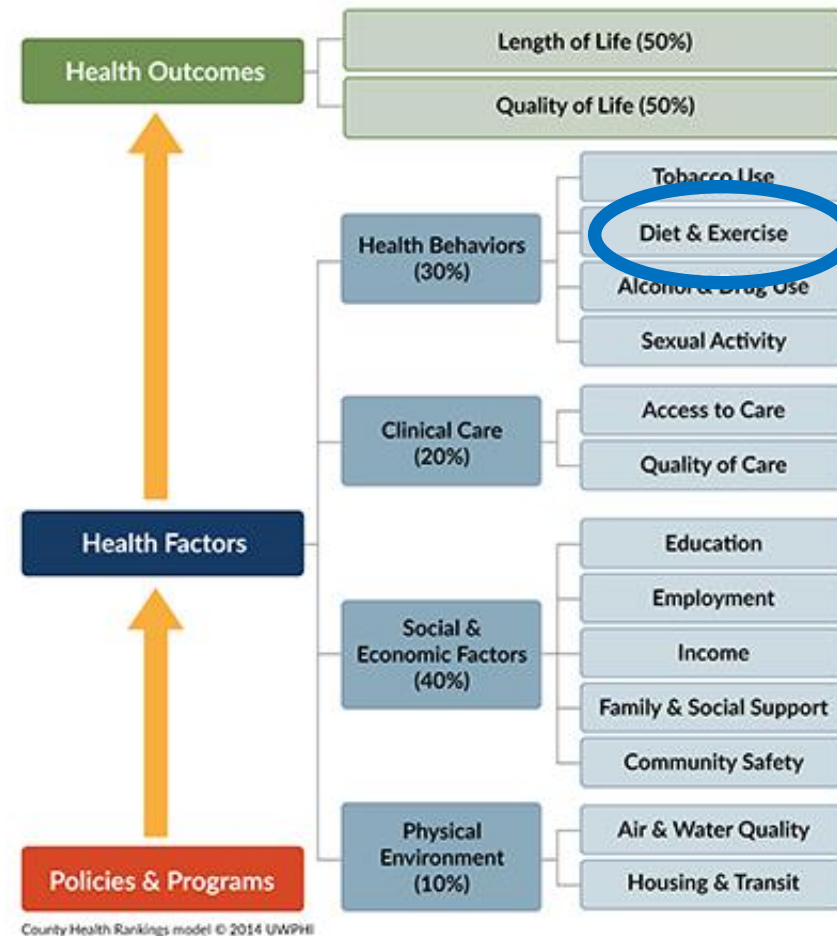 Health Outcomes
Length of Life (50%)
Quality of Life (50%)
Health Behaviors
(30%)
Tobacco Use
Diet & Exercise
Alcohol & Drug Use
Sexual Activity
Clinical Care
(20%)
Access to Care
Quality of Care
Health Factors
Social &
Economic Factors
(40%)
Education
Employment
Income
Family & Social Support
Community Safety
Physical
Environment
(10%)
Air & Water Quality
Housing & Transit
Policies & Programs
County Health Rankings model © 2014 UWPHI